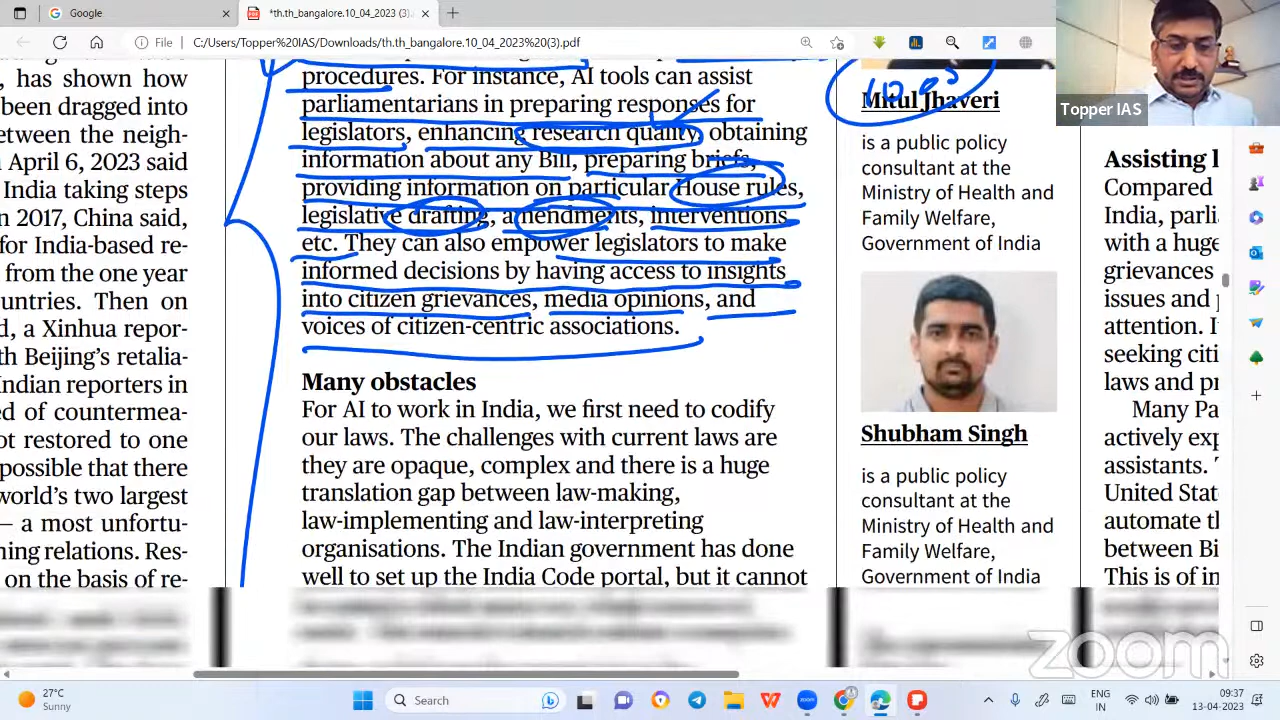 Google
*th.th_bangalore.10_04_2023 (3).
File
C:/Users/Topper%20IAS/Downloads/th.th_bangalore.10_04_2023%20(3).pdf
Topper IAS
, has shown how
been dragged into
etween the neigh-
n April 6, 2023 said
India taking steps
n 2017, China said,
for India-based re-
from the one year
ountries. Then on
d, a Xinhua repor-
th Beijing's retalia-
Indian reporters in
ed of countermea-
ot restored to one
possible that there
world's two largest
— a most unfortu-
ning relations. Res-
on the basis of re-
procedures. For instance, AI tools can assist
parliamentarians in preparing responses for
legislators, enhancing research quality, obtaining
information about any Bill, preparing briefs,
providing information on particular House rules,
legislative drafting, amendments, interventions,
etc. They can also empower legislators to make
informed decisions by having access to insights
into citizen grievances, media opinions, and
voices of citizen-centric associations.
Many obstacles
For AI to work in India, we first need to codify
our laws. The challenges with current laws are
they are opaque, complex and there is a huge
translation gap between law-making,
law-implementing and law-interpreting
organisations. The Indian government has done
well to set up the India Code portal, but it cannot
Mitul Jhaveri
is a public policy
consultant at the
Ministry of Health and
Family Welfare,
Government of India
Shubham Singh
is a public policy
consultant at the
Ministry of Health and
Family Welfare,
Government of India
Assisting l
Compared
India, parli
with a huge
grievances
issues and p
attention. I
seeking citi
laws and pr
Many Pa
actively exp
assistants.
United Stat
automate th
between Bi
This is of in
zoom
27°C
Sunny
Search
ENG
IN
09:37
13-04-2023